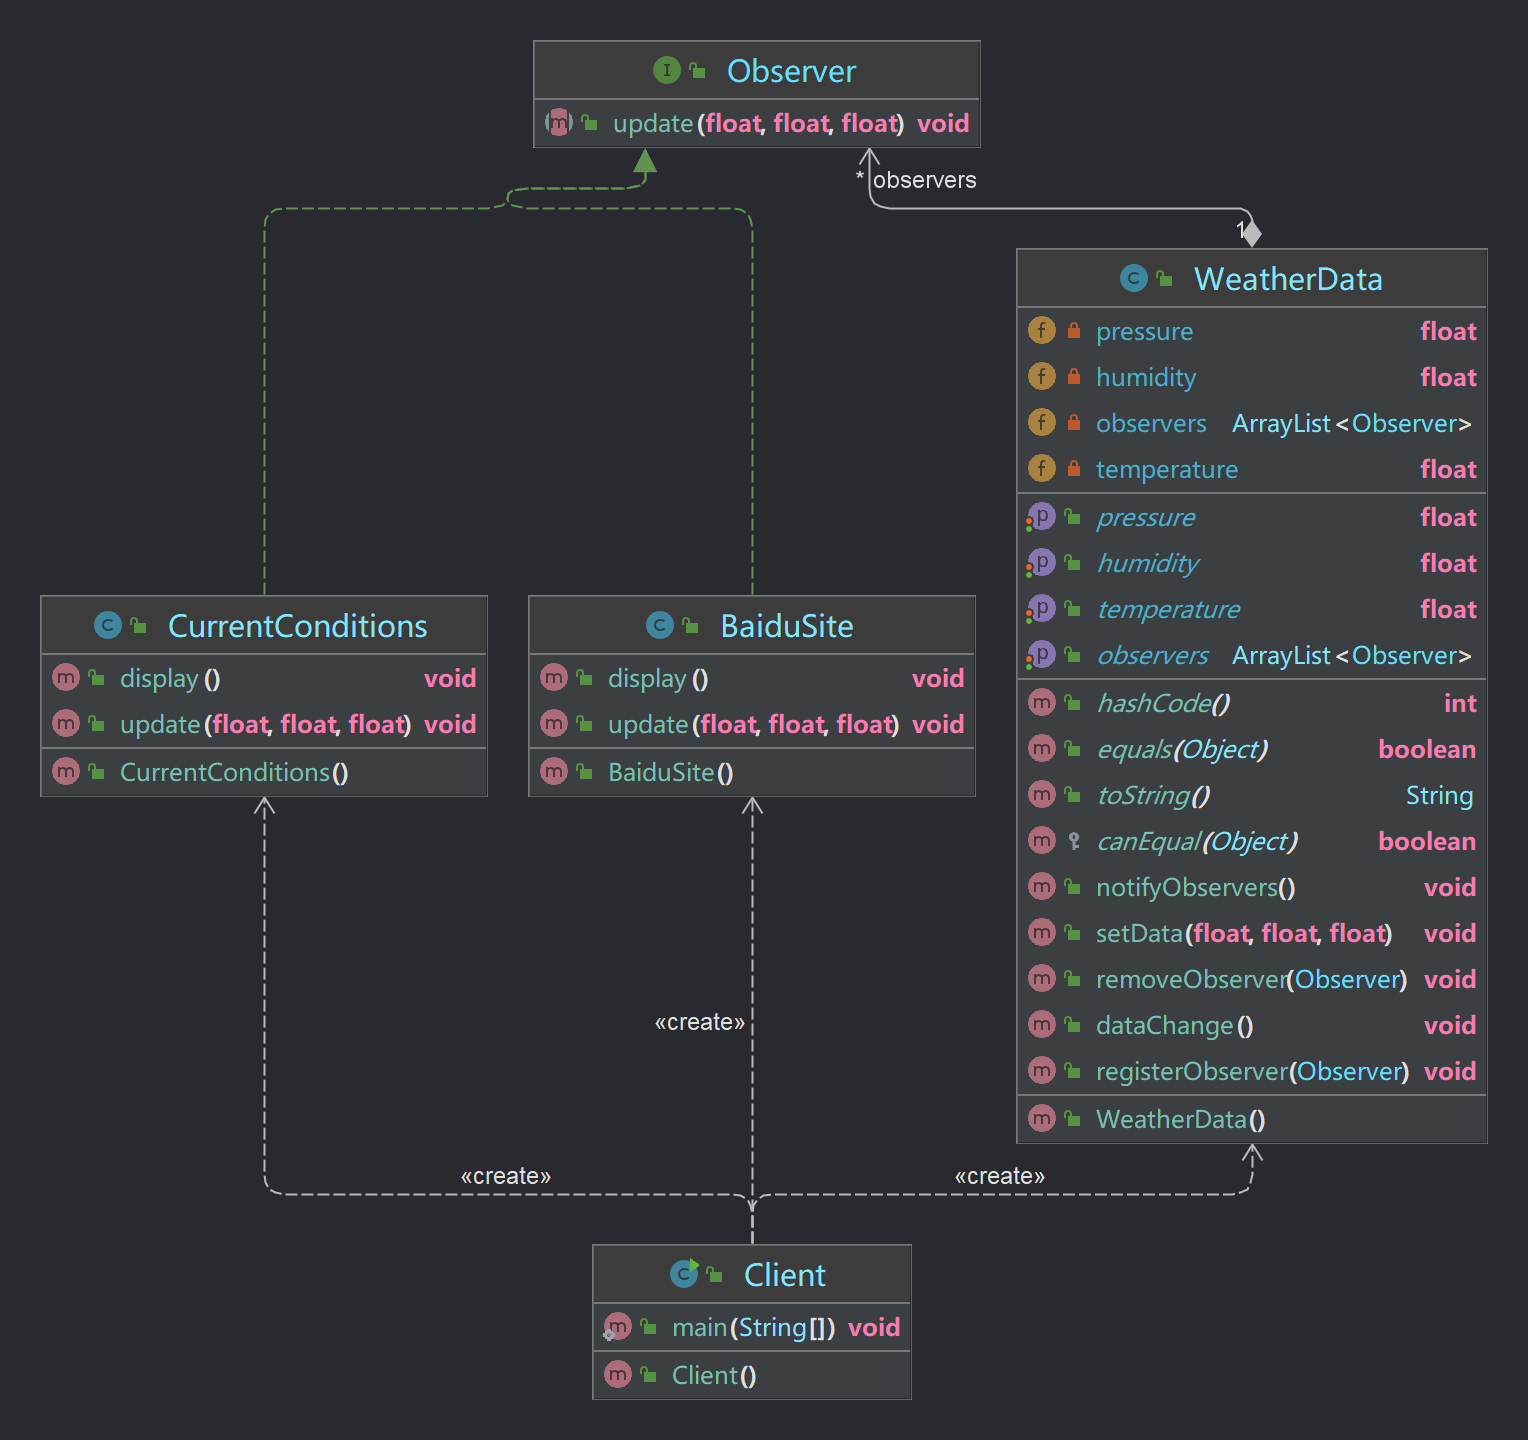 Observer
update(float, float, float) void
* observers
1
WeatherData
pressure float
humidity float
observers ArrayList<Observer>
temperature float
pressure float
humidity float
temperature float
observers ArrayList<Observer>
hashCode() int
equals(Object) boolean
toString() String
canEqual(Object) boolean
notifyObservers() void
setData(float, float, float) void
removeObserver(Observer) void
dataChange() void
registerObserver(Observer) void
WeatherData()
CurrentConditions
display() void
update(float, float, float) void
CurrentConditions()
BaiduSite
display() void
update(float, float, float) void
BaiduSite()
«create»
«create»
«create»
Client
main(String[]) void
Client()